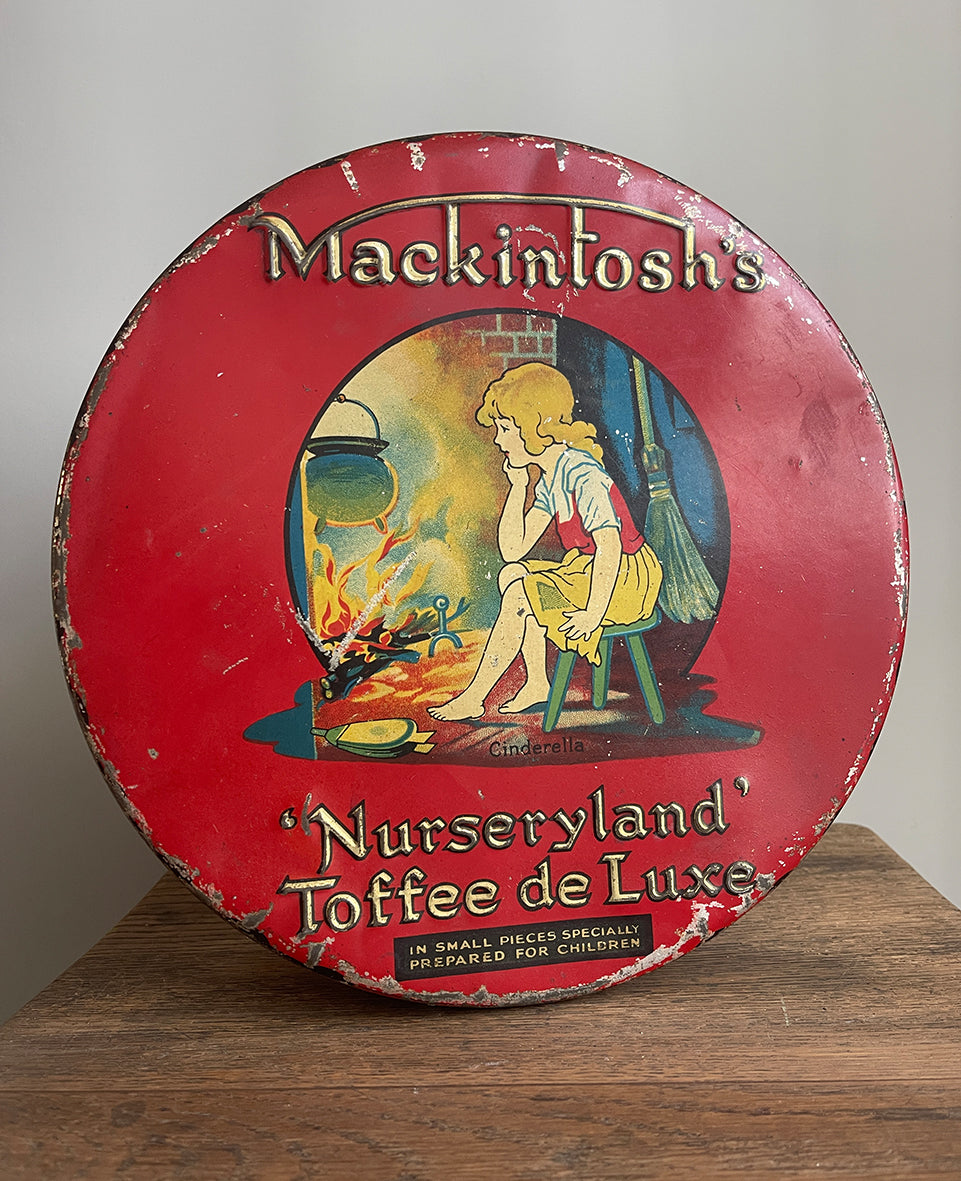 Mackintosh's
Cinderella
'Nurseryland'
Toffee de Luxe
IN SMALL PIECES SPECIALLY
PREPARED FOR CHILDREN